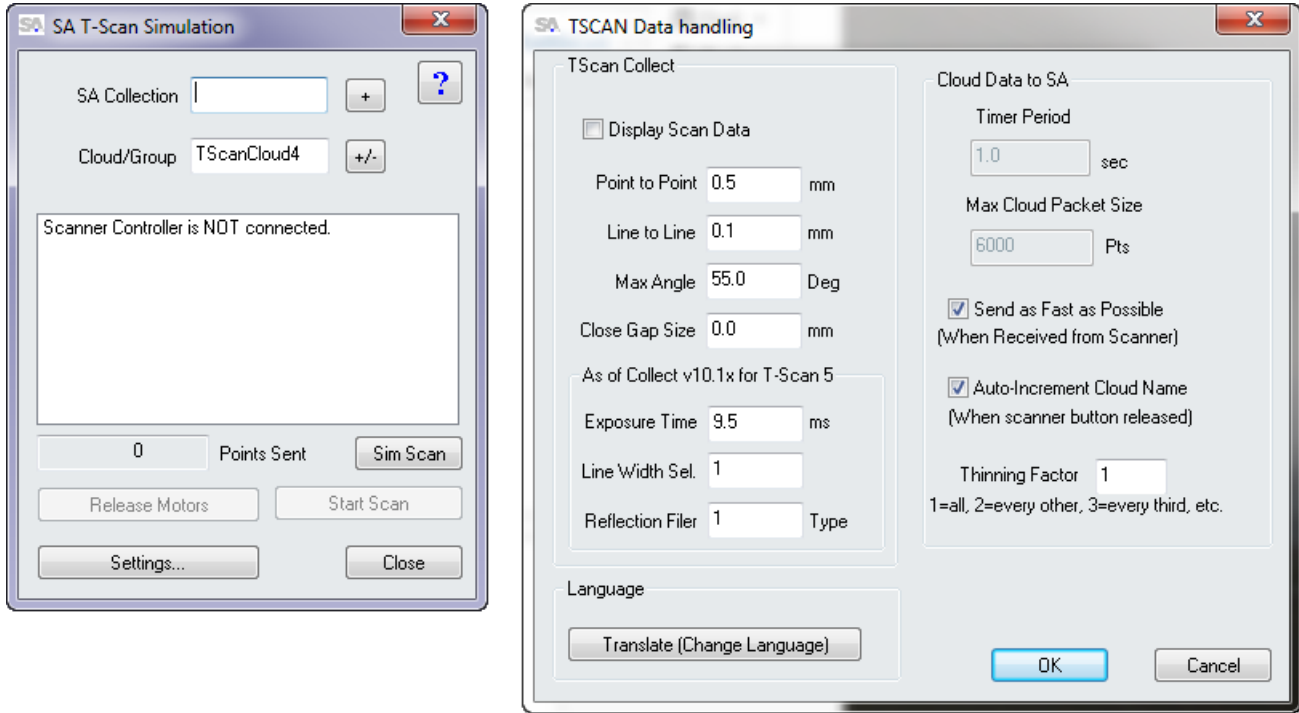 SA SA T-Scan Simulation
SA Collection
+
?
Cloud/Group TScanCloud4 +/-
Scanner Controller is NOT connected.
0 Points Sent Sim Scan
Release Motors Start Scan
Settings... Close
SA TSCAN Data handling
TScan Collect
Display Scan Data
Point to Point 0.5 mm
Line to Line 0.1 mm
Max Angle 55.0 Deg
Close Gap Size 0.0 mm
As of Collect v10.1x for T-Scan 5
Exposure Time 9.5 ms
Line Width Sel. 1
Reflection Filer 1 Type
Language
Translate (Change Language)
Cloud Data to SA
Timer Period
1.0 sec
Max Cloud Packet Size
6000 Pts
Send as Fast as Possible
(When Received from Scanner)
Auto-Increment Cloud Name
(When scanner button released)
Thinning Factor 1
1=all, 2=every other, 3=every third, etc.
OK Cancel